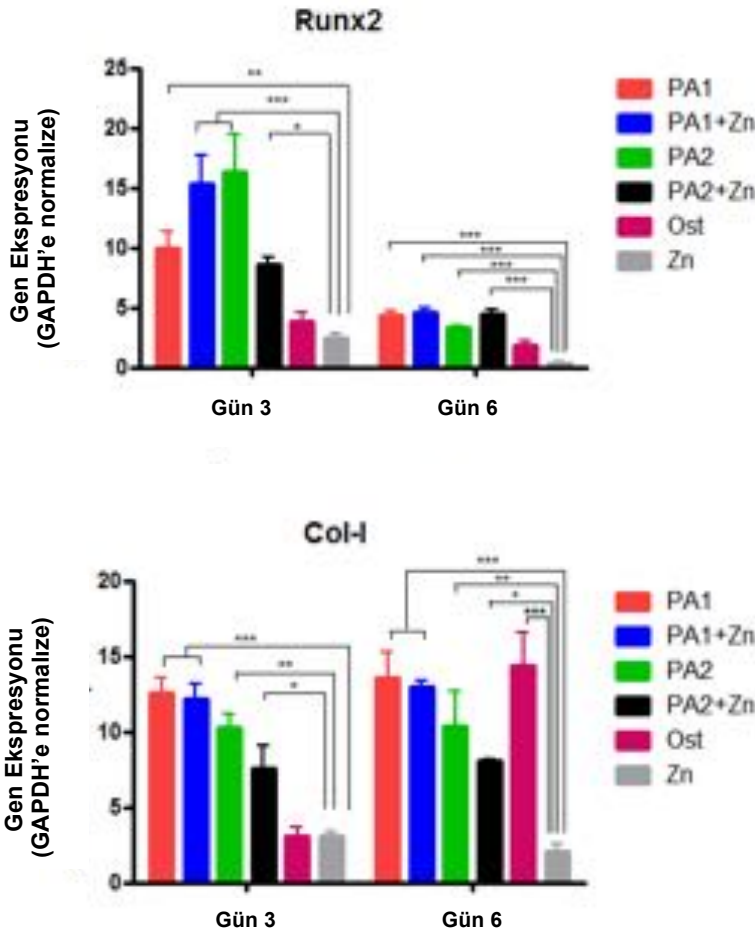 Runx2
Gen Ekspresyonu
(GAPDH'e normalize)
25
20
15
10
5
0
**
***
*
***
***
***
***
Gün 3
Gün 6
PA1
PA1+Zn
PA2
PA2+Zn
Ost
Zn
Col-I
Gen Ekspresyonu
(GAPDH'e normalize)
20
15
10
5
0
***
**
*
***
**
*
***
Gün 3
Gün 6
PA1
PA1+Zn
PA2
PA2+Zn
Ost
Zn